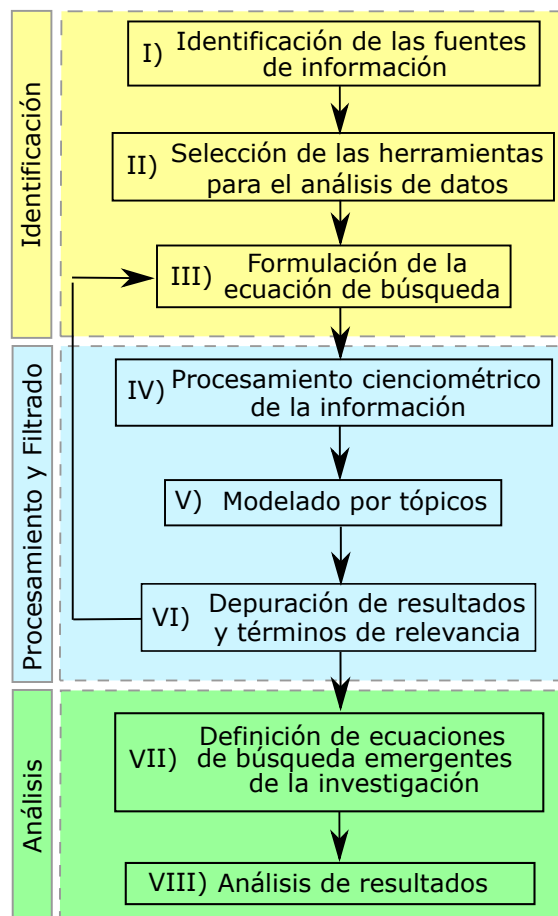 Identificación
I) Identificación de las fuentes
de información
II) Selección de las herramientas
para el análisis de datos
III) Formulación de la
ecuación de búsqueda
Procesamiento y Filtrado
IV) Procesamiento cienciométrico
de la información
V) Modelado por tópicos
VI) Depuración de resultados
y términos de relevancia
Análisis
VII) Definición de ecuaciones
de búsqueda emergentes
de la investigación
VIII) Análisis de resultados